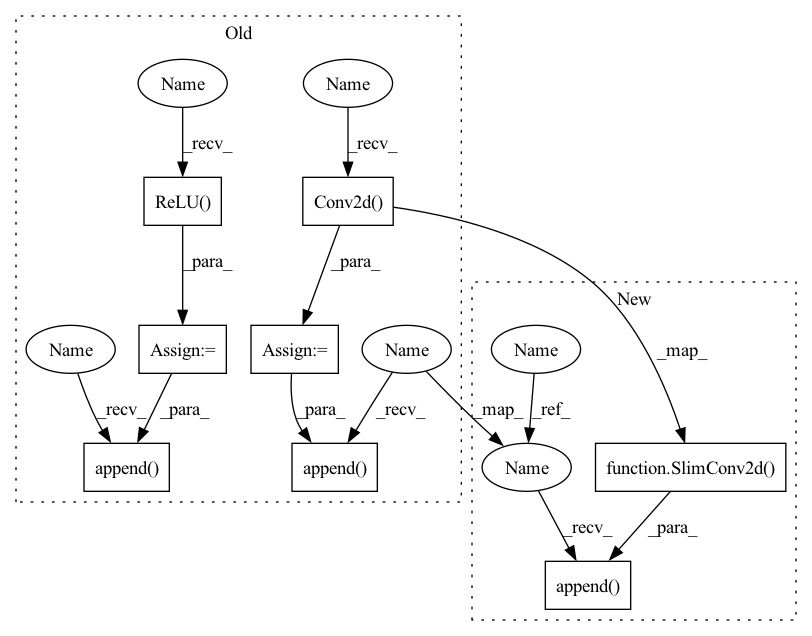 Old
Name
Name
_recv_
_recv_
ReLU()
Conv2d()
_para_
_para_
New
Name
Assign:=
Assign:=
Name
Name
_map_
_recv_
_para_
_para_
_recv_
_map_
_ref_
append()
append()
Name
function.SlimConv2d()
_recv_
_para_
append()